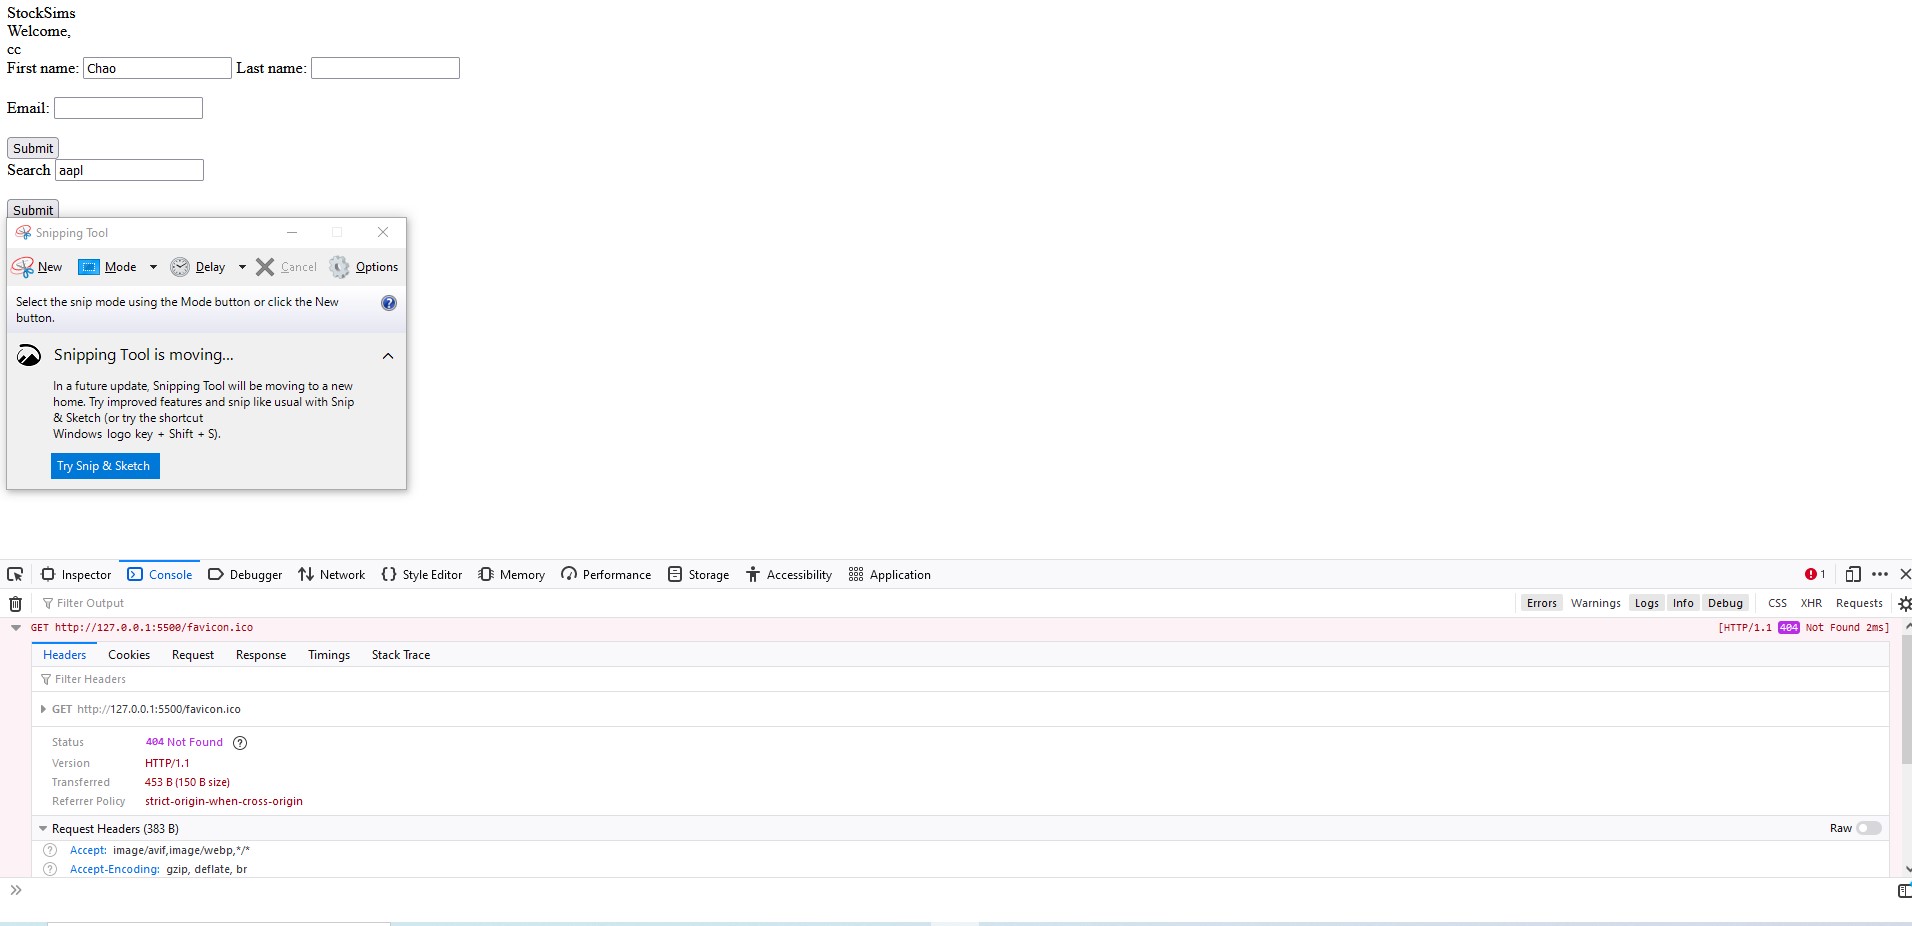 StockSims
Welcome,
cc
First name: Chao Last name:
Email:
Submit
Search aapl
Submit
Snipping Tool
New Mode Delay Cancel Options
Select the snip mode using the Mode button or click the New
button.
Snipping Tool is moving...
In a future update, Snipping Tool will be moving to a new
home. Try improved features and snip like usual with Snip
& Sketch (or try the shortcut
Windows logo key + Shift + S).
Try Snip & Sketch
Inspector Console Debugger Network Style Editor Memory Performance Storage Accessibility Application 1
Filter Output Errors Warnings Logs Info Debug CSS XHR Requests
GET http://127.0.0.1:5500/favicon.ico [HTTP/1.1 404 Not Found 2ms]
Headers Cookies Request Response Timings Stack Trace
Filter Headers
GET http://127.0.0.1:5500/favicon.ico
Status 404 Not Found
Version HTTP/1.1
Transferred 453 B (150 B size)
Referrer Policy strict-origin-when-cross-origin
Request Headers (383 B) Raw
Accept: image/avif,image/webp,*/*
Accept-Encoding: gzip, deflate, br